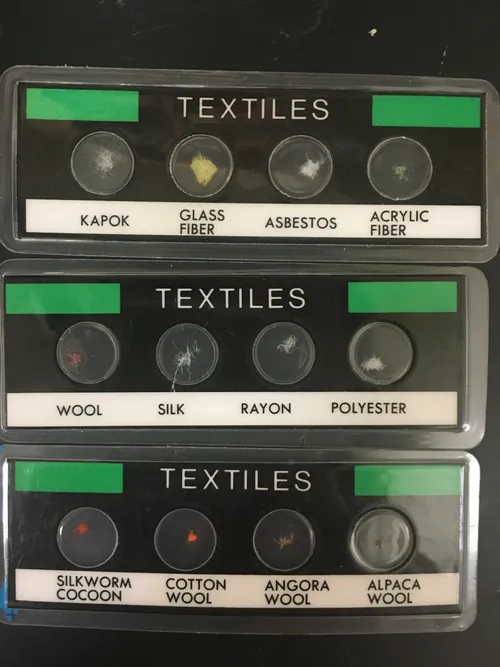 TEXTILES
KAPOK
GLASS FIBER
ASBESTOS
ACRYLIC FIBER
TEXTILES
WOOL
SILK
RAYON
POLYESTER
TEXTILES
SILKWORM COCOON
COTTON WOOL
ANGORA WOOL
ALPACA WOOL